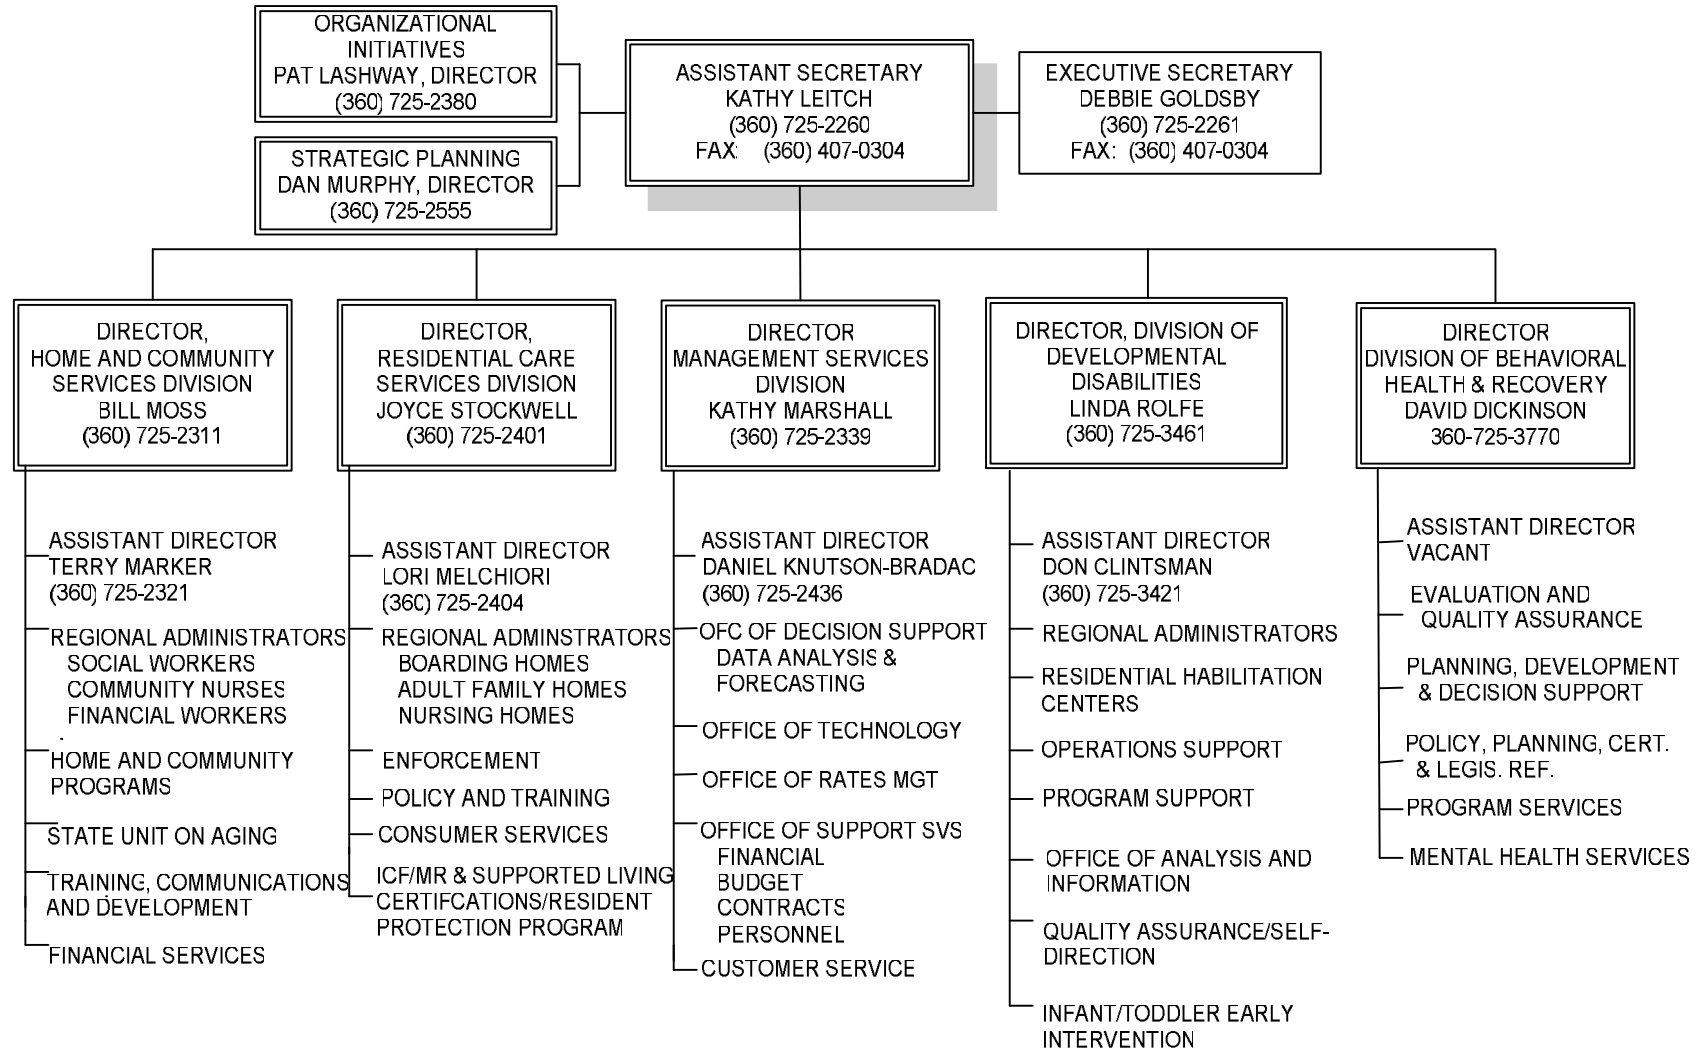 ORGANIZATIONAL
INITIATIVES
PAT LASHWAY, DIRECTOR
(360) 725-2380
STRATEGIC PLANNING
DAN MURPHY, DIRECTOR
(360) 725-2555
ASSISTANT SECRETARY
KATHY LEITCH
(360) 725-2260
FAX: (360) 407-0304
EXECUTIVE SECRETARY
DEBBIE GOLDSBY
(360) 725-2261
FAX: (360) 407-0304
DIRECTOR,
HOME AND COMMUNITY
SERVICES DIVISION
BILL MOSS
(360) 725-2311
ASSISTANT DIRECTOR
TERRY MARKER
(360) 725-2321
REGIONAL ADMINISTRATORS
SOCIAL WORKERS
COMMUNITY NURSES
FINANCIAL WORKERS
.
HOME AND COMMUNITY
PROGRAMS
STATE UNIT ON AGING
TRAINING, COMMUNICATIONS
AND DEVELOPMENT
FINANCIAL SERVICES
DIRECTOR,
RESIDENTIAL CARE
SERVICES DIVISION
JOYCE STOCKWELL
(360) 725-2401
ASSISTANT DIRECTOR
LORI MELCHIORI
(360) 725-2404
REGIONAL ADMINSTRATORS
BOARDING HOMES
ADULT FAMILY HOMES
NURSING HOMES
ENFORCEMENT
POLICY AND TRAINING
CONSUMER SERVICES
ICF/MR & SUPPORTED LIVING
CERTIFCATIONS/RESIDENT
PROTECTION PROGRAM
DIRECTOR
MANAGEMENT SERVICES
DIVISION
KATHY MARSHALL
(360) 725-2339
ASSISTANT DIRECTOR
DANIEL KNUTSON-BRADAC
(360) 725-2436
OFC OF DECISION SUPPORT
DATA ANALYSIS &
FORECASTING
OFFICE OF TECHNOLOGY
OFFICE OF RATES MGT
OFFICE OF SUPPORT SVS
FINANCIAL
BUDGET
CONTRACTS
PERSONNEL
CUSTOMER SERVICE
DIRECTOR, DIVISION OF
DEVELOPMENTAL
DISABILITIES
LINDA ROLFE
(360) 725-3461
ASSISTANT DIRECTOR
DON CLINTSMAN
(360) 725-3421
REGIONAL ADMINISTRATORS
RESIDENTIAL HABILITATION
CENTERS
OPERATIONS SUPPORT
PROGRAM SUPPORT
OFFICE OF ANALYSIS AND
INFORMATION
QUALITY ASSURANCE/SELF-
DIRECTION
INFANT/TODDLER EARLY
INTERVENTION
DIRECTOR
DIVISION OF BEHAVIORAL
HEALTH & RECOVERY
DAVID DICKINSON
360-725-3770
ASSISTANT DIRECTOR
VACANT
EVALUATION AND
QUALITY ASSURANCE
PLANNING, DEVELOPMENT
& DECISION SUPPORT
POLICY, PLANNING, CERT.
& LEGIS. REF.
PROGRAM SERVICES
MENTAL HEALTH SERVICES